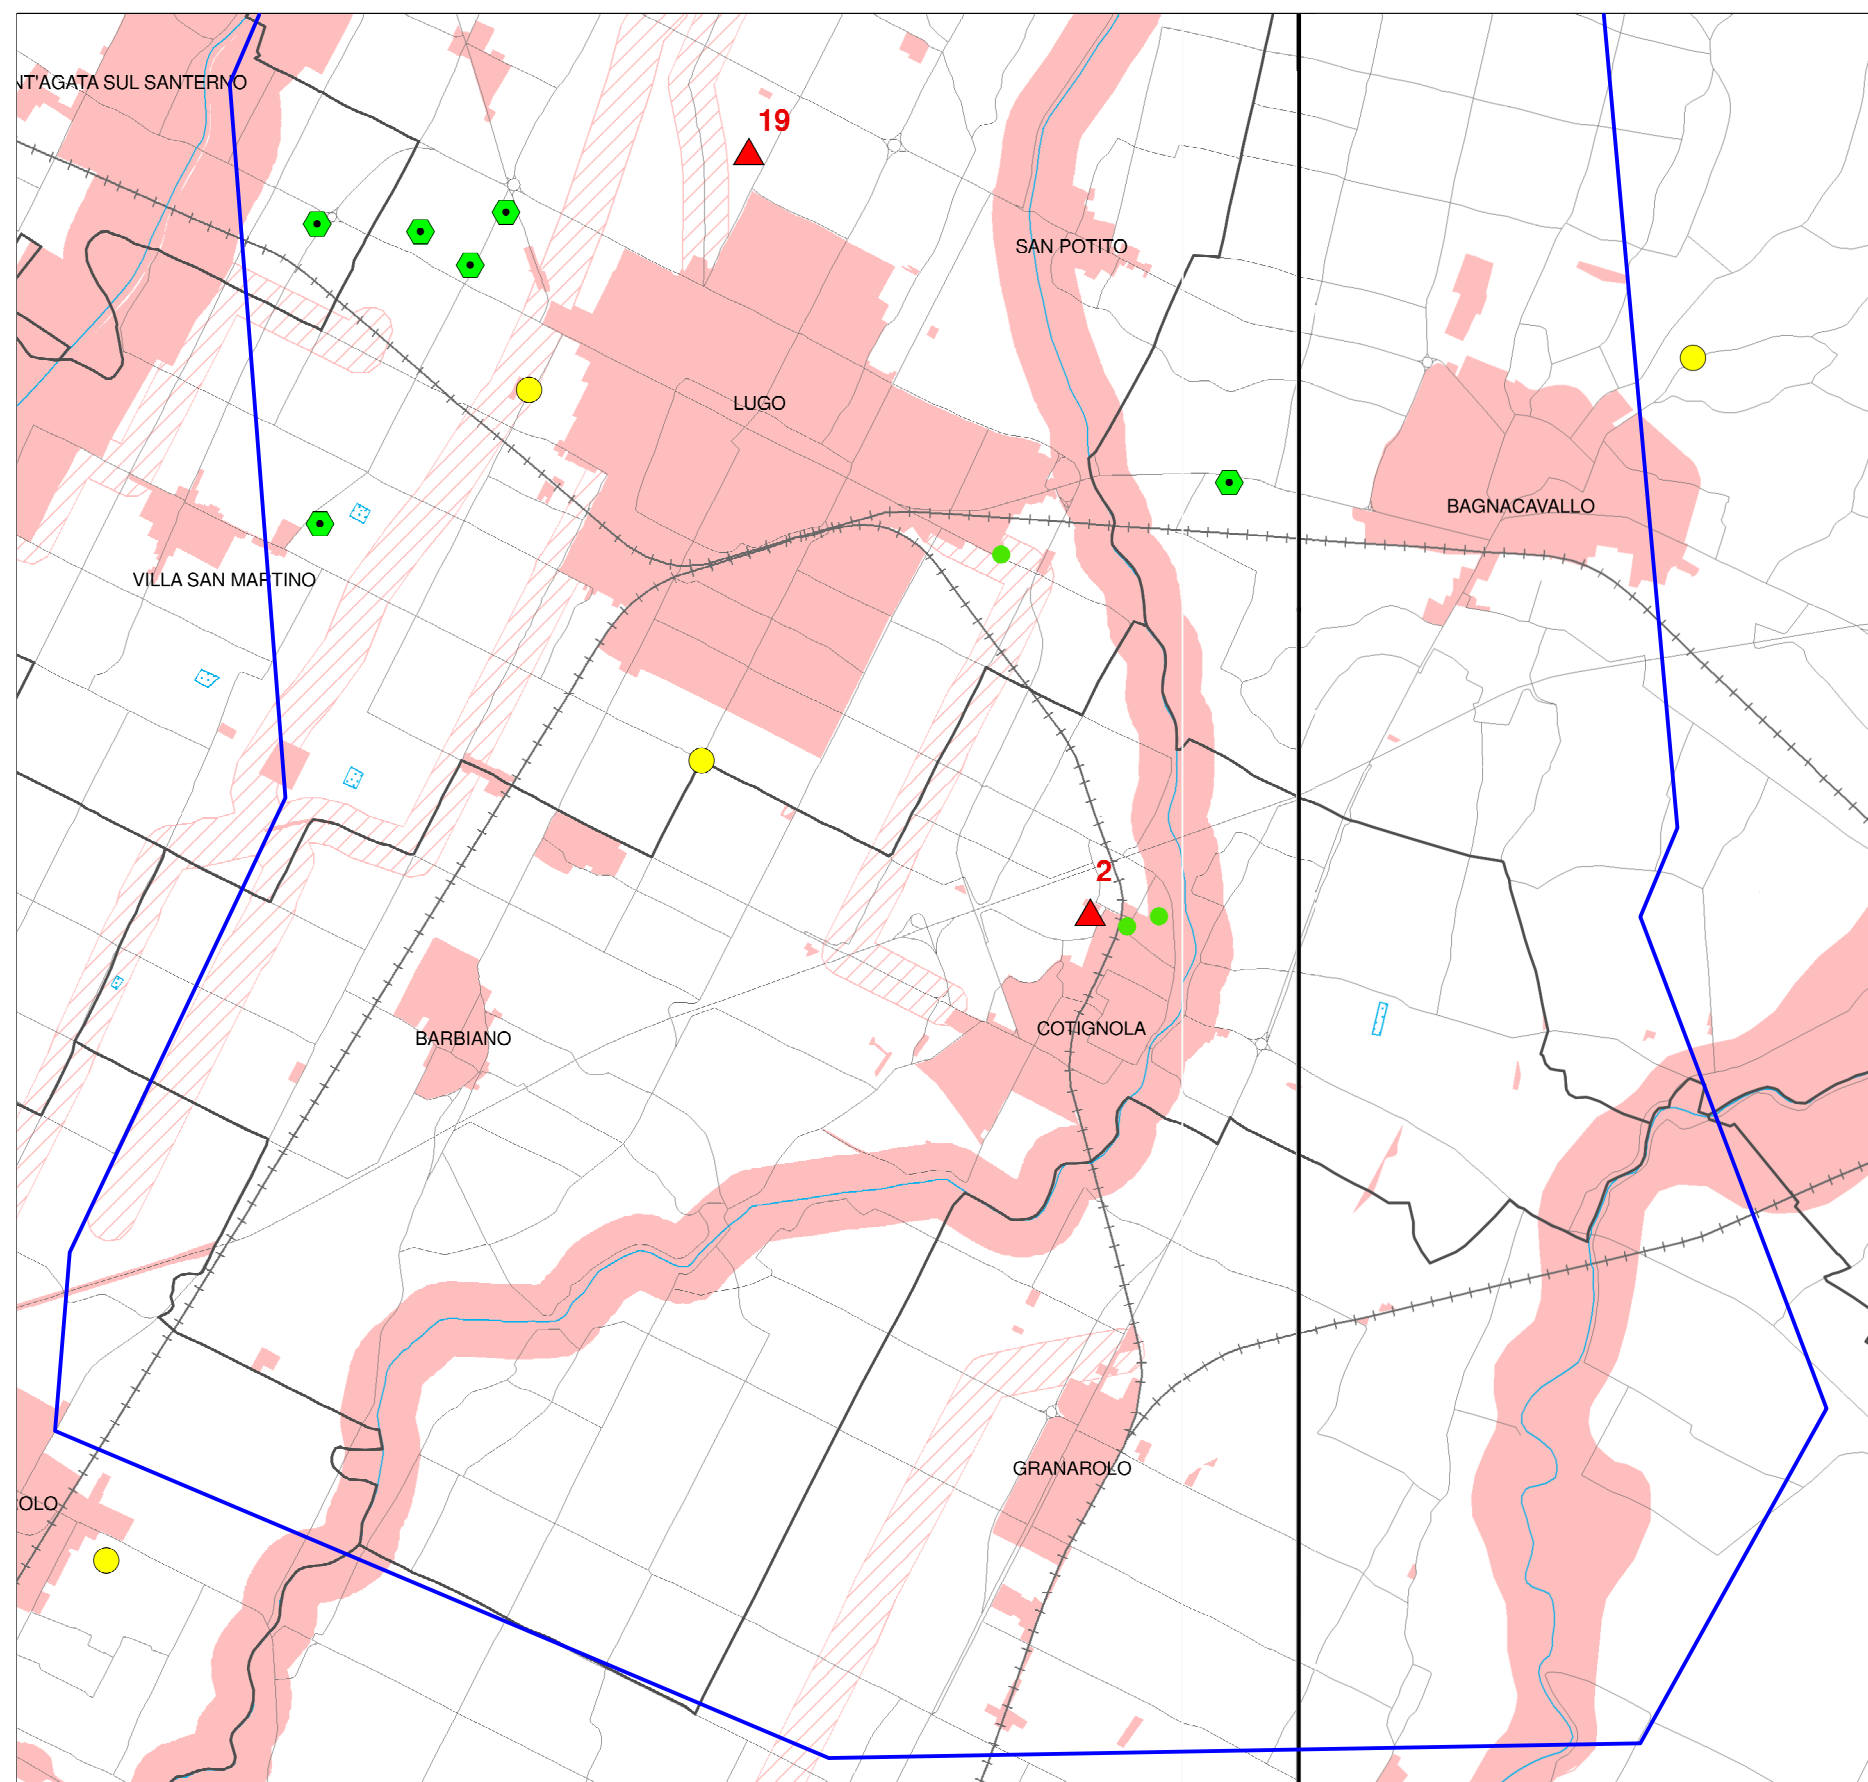 NT'AGATA SUL SANTERNO
19
SAN POTITO
LUGO
BAGNACAVALLO
VILLA SAN MARTINO
2
COTIGNOLA
BARBIANO
GRANAROLO
OLO